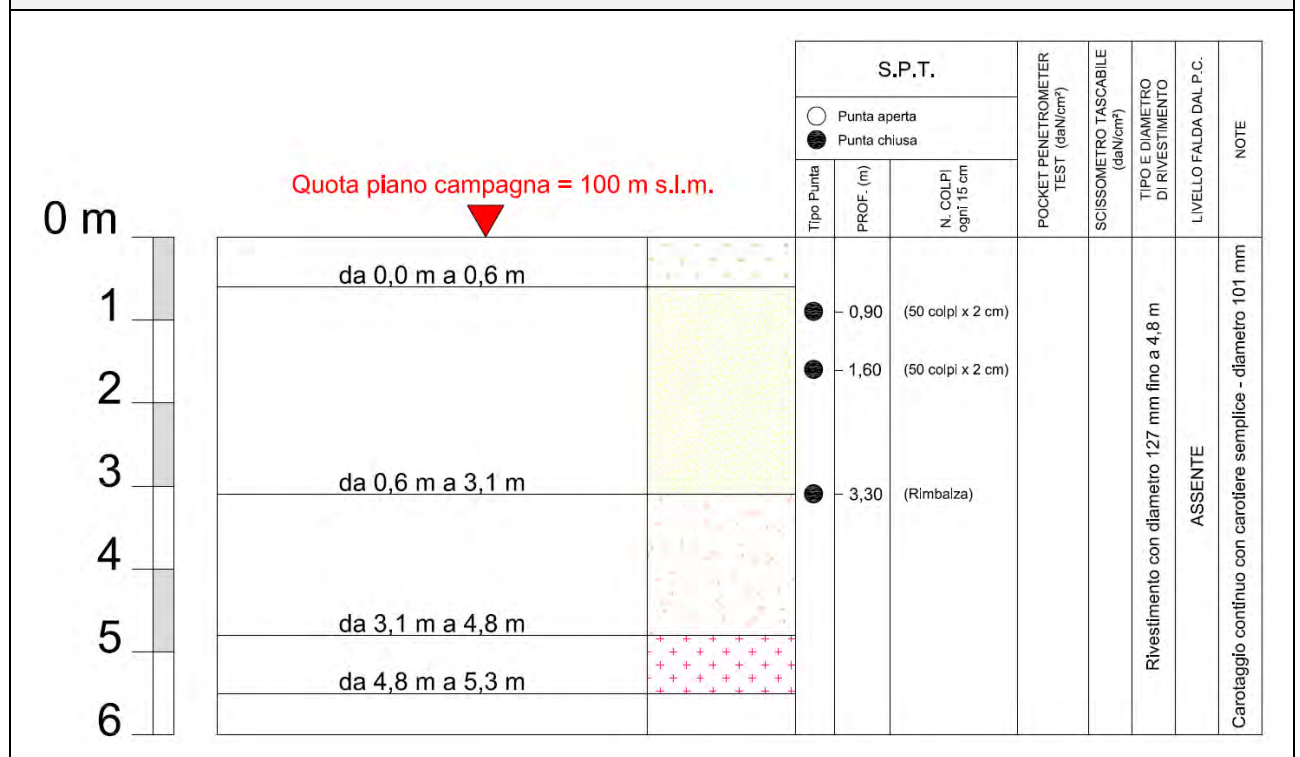 S.P.T.
Punta aperta
Punta chiusa
Tipo Punta
PROF. (m)
N. COLPI
ogni 15 cm
POCKET PENETROMETER
TEST (daN/cm²)
SCISSOMETRO TASCABILE
(daN/cm²)
TIPO E DIAMETRO
DI RIVESTIMENTO
LIVELLO FALDA DAL P.C.
NOTE
Quota piano campagna = 100 m s.l.m.
0 m
da 0,0 m a 0,6 m
1
0,90 (50 colpi x 2 cm)
1,60 (50 colpi x 2 cm)
2
3
da 0,6 m a 3,1 m
3,30 (Rimbalza)
4
da 3,1 m a 4,8 m
5
da 4,8 m a 5,3 m
6
Rivestimento con diametro 127 mm fino a 4,8 m
ASSENTE
Carotaggio continuo con carotiere semplice - diametro 101 mm